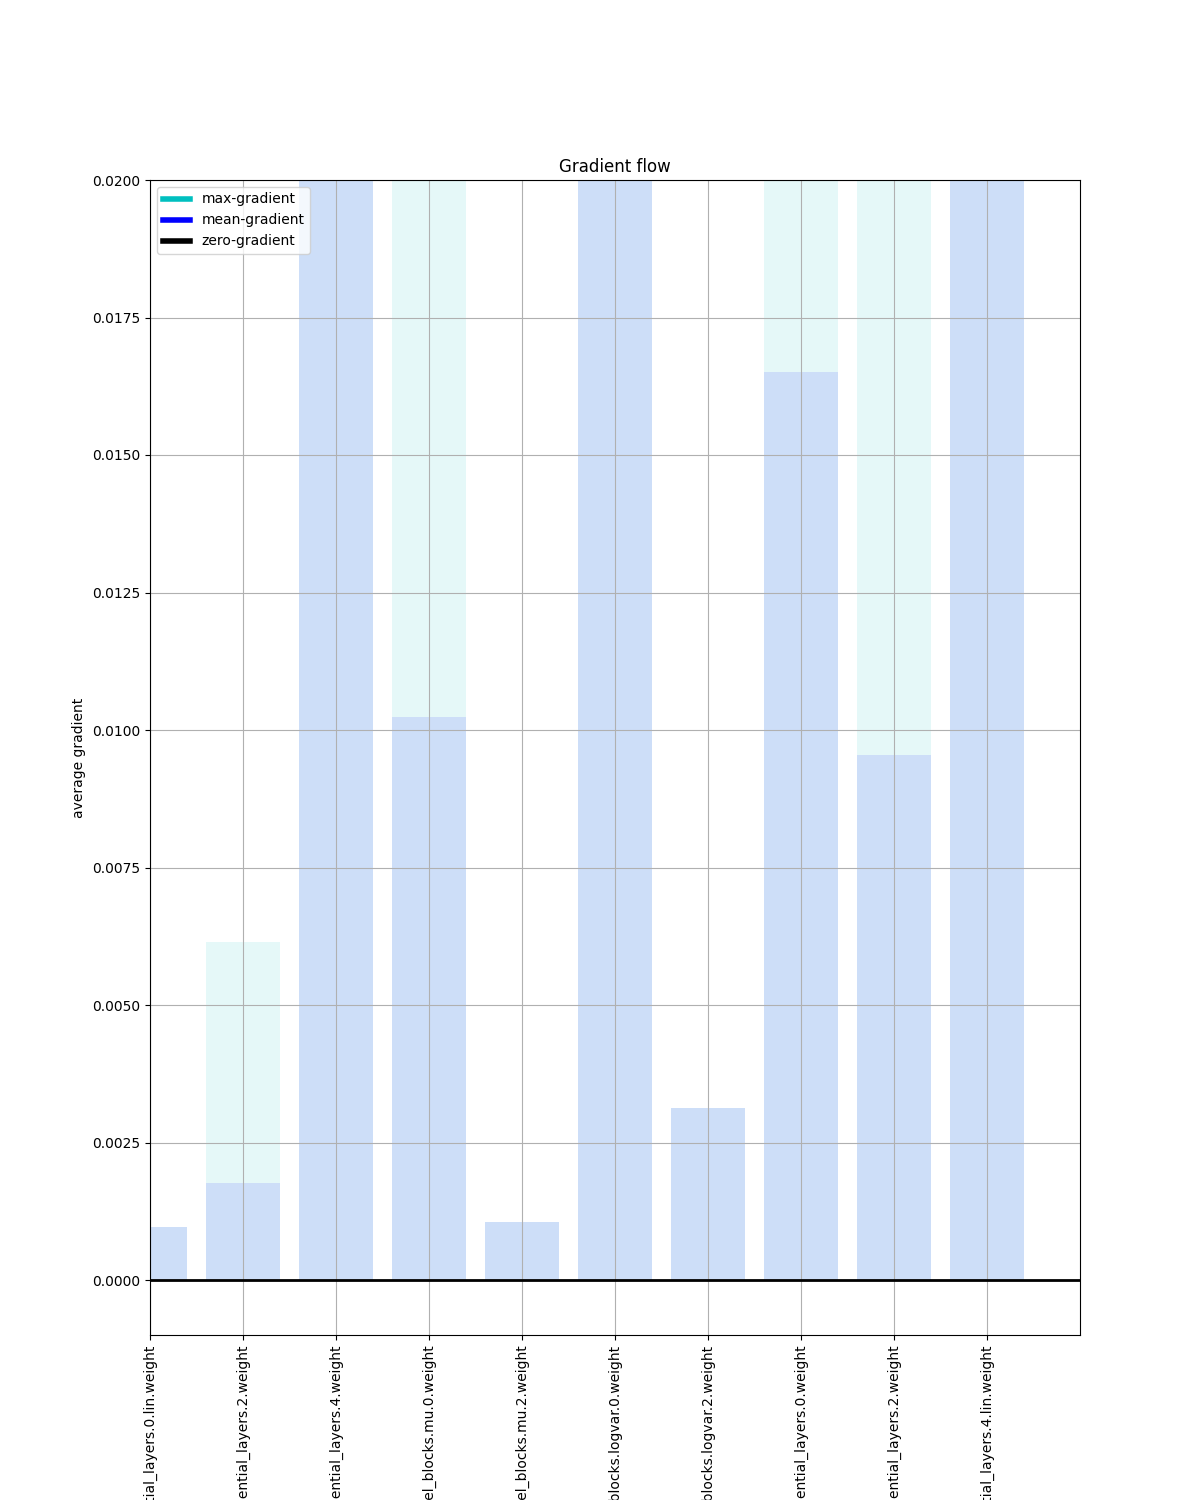 Gradient flow
max-gradient
mean-gradient
zero-gradient
average gradient
0.0200
0.0175
0.0150
0.0125
0.0100
0.0075
0.0050
0.0025
0.0000
tial_layers.0.lin.weight
ential_layers.2.weight
ential_layers.4.weight
el_blocks.mu.0.weight
el_blocks.mu.2.weight
blocks.logvar.0.weight
blocks.logvar.2.weight
ential_layers.0.weight
ential_layers.2.weight
tial_layers.4.lin.weight